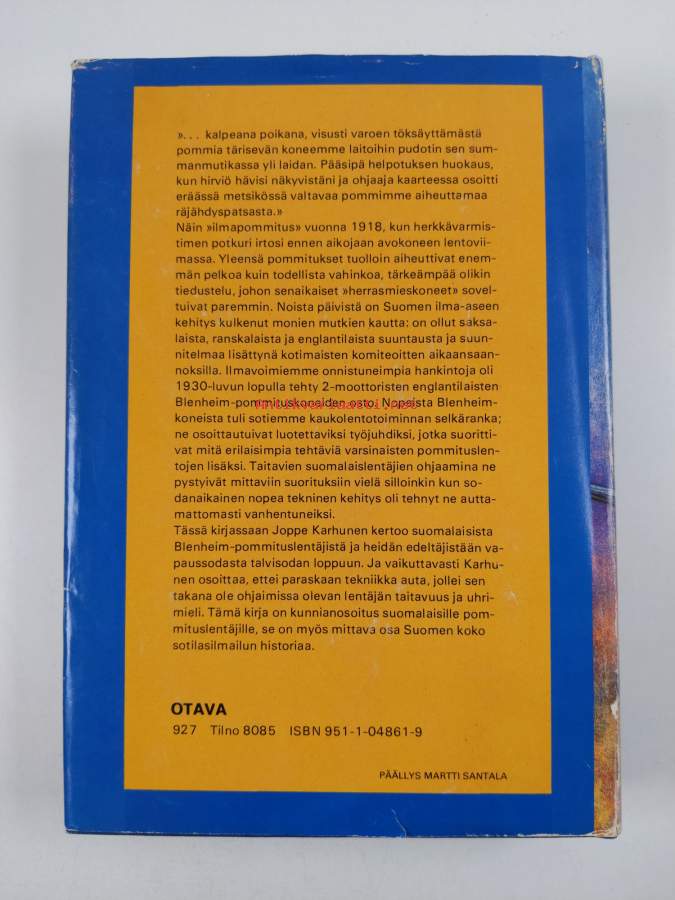 »... kalpeana poikana, visusti varoen töksäyttämästä
pommia tärisevän koneemme laitoihin pudotin sen sum-
manmutikassa yli laidan. Pääsipä helpotuksen huokaus,
kun hirviö hävisi näkyvistäni ja ohjaaja kaarteessa osoitti
eräässä metsikössä valtavaa pommimme aiheuttamaa
räjähdyspatsasta.»
Näin »ilmapommitus» vuonna 1918, kun herkkävarmis-
timen potkuri irtosi ennen aikojaan avokoneen lentovii-
massa. Yleensä pommitukset tuolloin aiheuttivat enem-
män pelkoa kuin todellista vahinkoa, tärkeämpää olikin
tiedustelu, johon senaikaiset »herrasmieskoneet» sovel-
tuivat paremmin. Noista päivistä on Suomen ilma-aseen
kehitys kulkenut monien mutkien kautta: on ollut saksa-
laista, ranskalaista ja englantilaista suuntausta ja suun-
nitelmaa lisättynä kotimaisten komiteoitten aikaansaan-
noksilla. Ilmavoimiemme onnistuneimpia hankintoja oli
1930-luvun lopulla tehty 2-moottoristen englantilaisten
Blenheim-pommituskoneiden osto. Nopeista Blenheim-
Antikvariaatti.net
koneista tuli sotiemme kaukolentotoiminnan selkäranka;
ne osoittautuivat luotettaviksi työjuhdiksi, jotka suoritti-
vat mitä erilaisimpia tehtäviä varsinaisten pommituslen-
tojen lisäksi. Taitavien suomalaislentäjien ohjaamina ne
pystyivät mittaviin suorituksiin vielä silloinkin kun so-
danaikainen nopea tekninen kehitys oli tehnyt ne autta-
mattomasti vanhentuneiksi.
Tässä kirjassaan Joppe Karhunen kertoo suomalaisista
Blenheim-pommituslentäjistä ja heidän edeltäjistään va-
paussodasta talvisodan loppuun. Ja vaikuttavasti Karhu-
nen osoittaa, ettei paraskaan tekniikka auta, jollei sen
takana ole ohjaimissa olevan lentäjän taitavuus ja uhri-
mieli. Tämä kirja on kunnianosoitus suomalaisille pom-
mituslentäjille, se on myös mittava osa Suomen koko
sotilasilmailun historiaa.
OTAVA
927 Tilno 8085 ISBN 951-1-04861-9
PÄÄLLYS MARTTI SANTALA